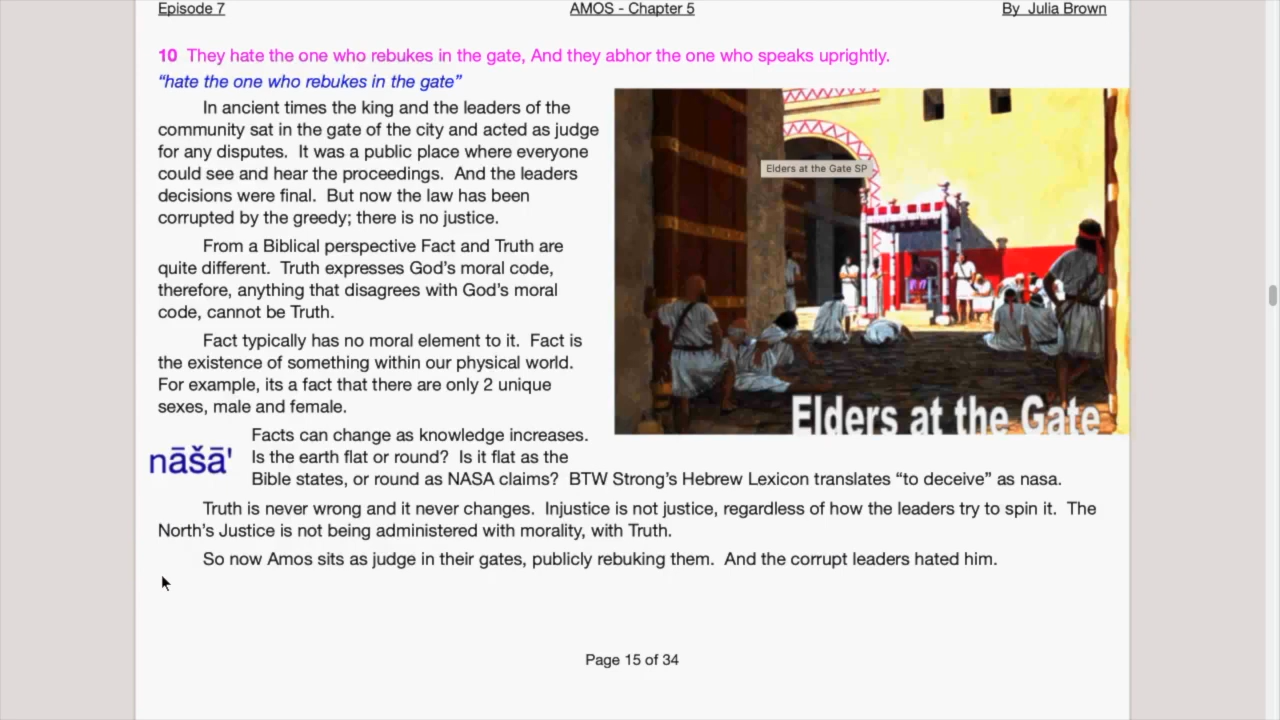 Episode 7
AMOS - Chapter 5
By Julia Brown
10 They hate the one who rebukes in the gate, And they abhor the one who speaks uprightly.
“hate the one who rebukes in the gate”
In ancient times the king and the leaders of the
community sat in the gate of the city and acted as judge
for any disputes. It was a public place where everyone
could see and hear the proceedings. And the leaders
decisions were final. But now the law has been
corrupted by the greedy; there is no justice.
From a Biblical perspective Fact and Truth are
quite different. Truth expresses God’s moral code,
therefore, anything that disagrees with God’s moral
code, cannot be Truth.
Fact typically has no moral element to it. Fact is
the existence of something within our physical world.
For example, its a fact that there are only 2 unique
sexes, male and female.
Elders at the Gate SP
Elders at the Gate
nāšā'
Facts can change as knowledge increases.
Is the earth flat or round? Is it flat as the
Bible states, or round as NASA claims? BTW Strong’s Hebrew Lexicon translates “to deceive” as nasa.
Truth is never wrong and it never changes. Injustice is not justice, regardless of how the leaders try to spin it. The
North’s Justice is not being administered with morality, with Truth.
So now Amos sits as judge in their gates, publicly rebuking them. And the corrupt leaders hated him.
Page 15 of 34